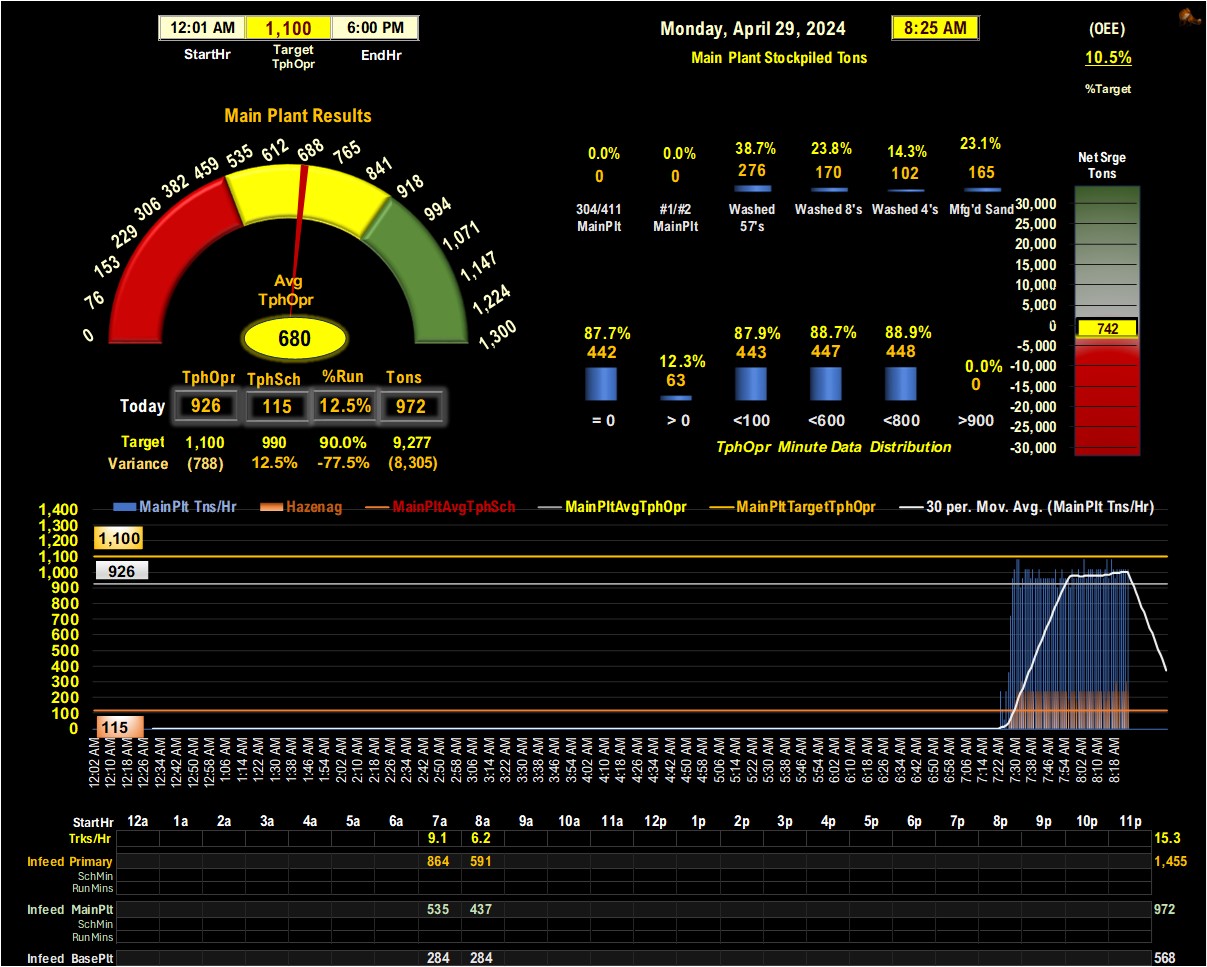 12:01 AM 1,100 6:00 PM
StartHr Target TphOpr EndHr
Monday, April 29, 2024 8:25 AM
Main Plant Stockpiled Tons
(OEE)
10.5%
%Target
Main Plant Results
0 76 153 229 306 382 459 535 612 688 765 841 918 994 1,071 1,147 1,224 1,300
Avg
TphOpr
680
TphOpr TphSch %Run Tons
Today 926 115 12.5% 972
Target 1,100 990 90.0% 9,277
Variance (788) 12.5% -77.5% (8,305)
0.0% 0.0% 38.7% 23.8% 14.3% 23.1%
0 0 276 170 102 165
304/411 #1/#2 Washed Washed 8's Washed 4's Mfg'd Sand
MainPlt MainPlt 57's
87.7% 12.3% 87.9% 88.7% 88.9% 0.0%
442 63 443 447 448 0
= 0 > 0 <100 <600 <800 >900
TphOpr Minute Data Distribution
Net Srge
Tons
30,000
25,000
20,000
15,000
10,000
5,000
0 742
-5,000
-10,000
-15,000
-20,000
-25,000
-30,000
MainPlt Tns/Hr Hazenag MainPltAvgTphSch MainPltAvgTphOpr MainPltTargetTphOpr 30 per. Mov. Avg. (MainPlt Tns/Hr)
1,400
1,300
1,200
1,100
1,000
900
800
700
600
500
400
300
200
100
0
1,100
926
115
12:02 AM 12:10 AM 12:18 AM 12:26 AM 12:34 AM 12:42 AM 12:50 AM 12:58 AM 1:06 AM 1:14 AM 1:22 AM 1:30 AM 1:38 AM 1:46 AM 1:54 AM 2:02 AM 2:10 AM 2:18 AM 2:26 AM 2:34 AM 2:42 AM 2:50 AM 2:58 AM 3:06 AM 3:14 AM 3:22 AM 3:30 AM 3:38 AM 3:46 AM 3:54 AM 4:02 AM 4:10 AM 4:18 AM 4:26 AM 4:34 AM 4:42 AM 4:50 AM 4:58 AM 5:06 AM 5:14 AM 5:22 AM 5:30 AM 5:38 AM 5:46 AM 5:54 AM 6:02 AM 6:10 AM 6:18 AM 6:26 AM 6:34 AM 6:42 AM 6:50 AM 6:58 AM 7:06 AM 7:14 AM 7:22 AM 7:30 AM 7:38 AM 7:46 AM 7:54 AM 8:02 AM 8:10 AM 8:18 AM
StartHr 12a 1a 2a 3a 4a 5a 6a 7a 8a 9a 10a 11a 12p 1p 2p 3p 4p 5p 6p 7p 8p 9p 10p 11p
Trks/Hr 9.1 6.2 15.3
Infeed Primary 864 591 1,455
SchMin
RunMins
Infeed MainPlt 535 437 972
SchMin
RunMins
Infeed BasePlt 284 284 568